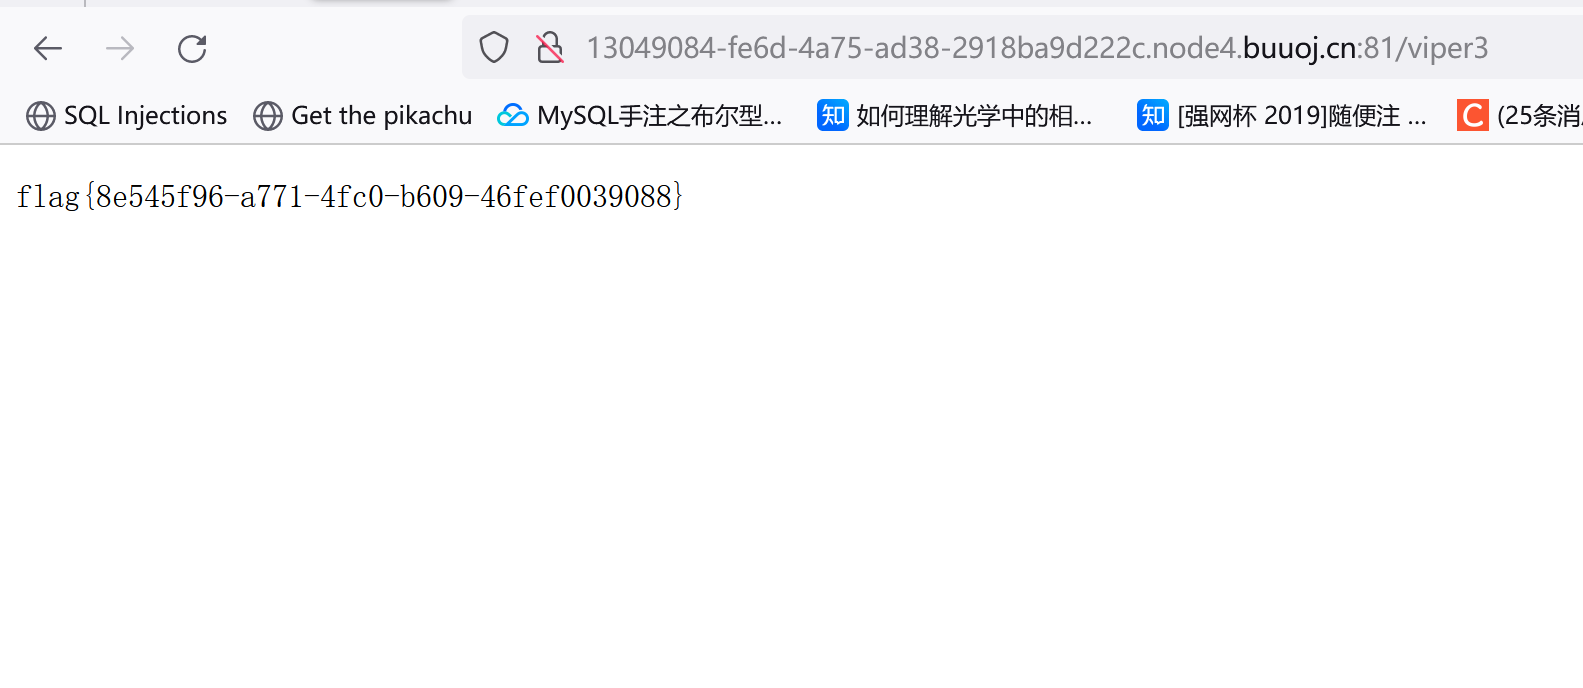 13049084-fe6d-4a75-ad38-2918ba9d222c.node4.buuoj.cn:81/viper3
SQL Injections Get the pikachu MySQL手注之布尔型... 知 如何理解光学中的相... 知 [强网杯 2019]随便注 ... C (25条消
flag{8e545f96-a771-4fc0-b609-46fef0039088}